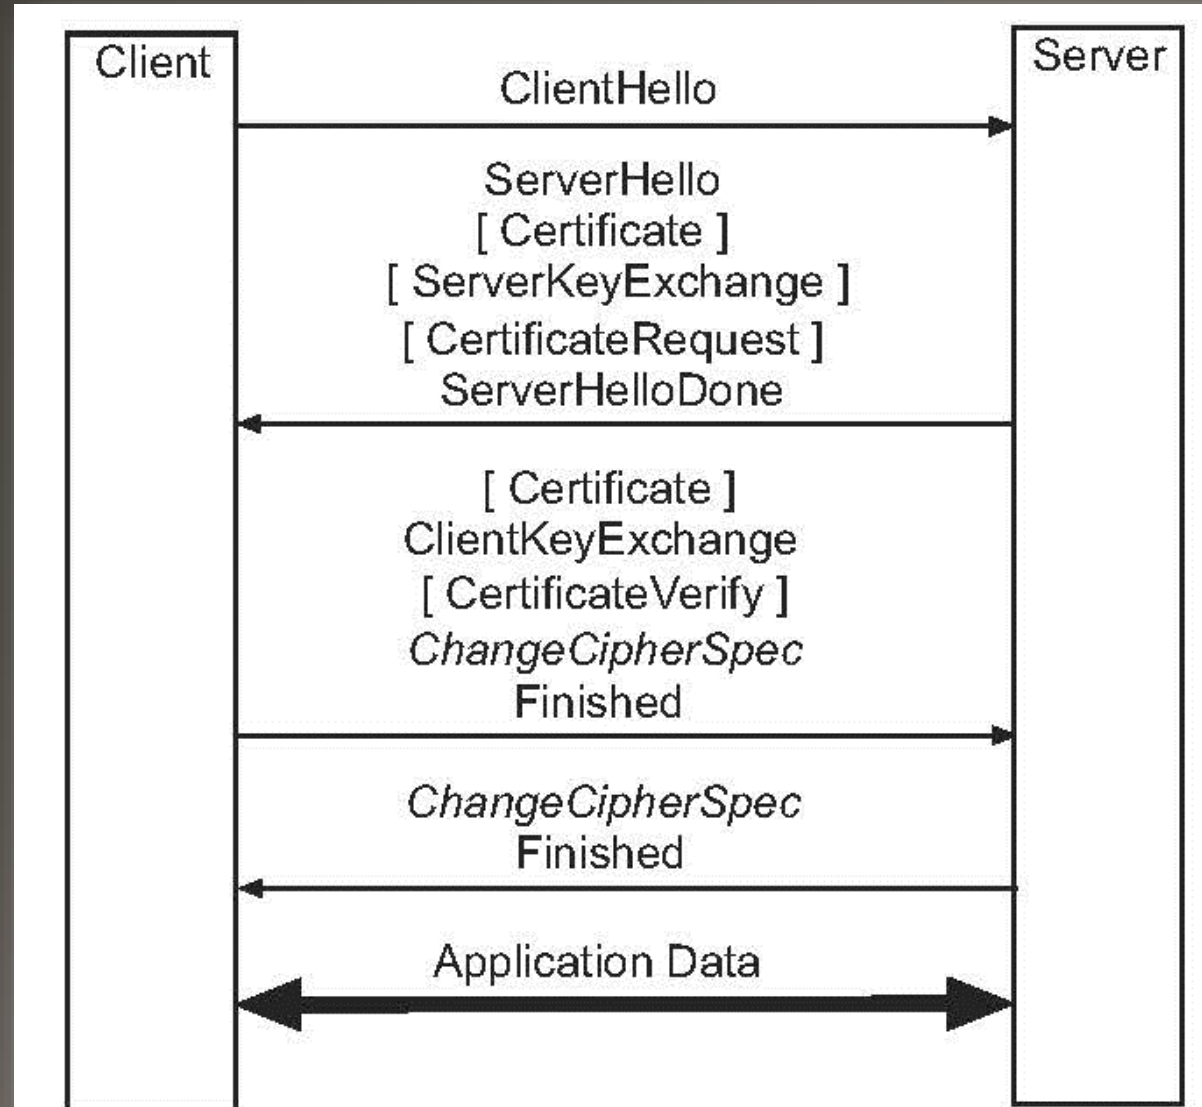 Client
Server
ClientHello
ServerHello
[ Certificate ]
[ ServerKeyExchange ]
[ CertificateRequest ]
ServerHelloDone
[ Certificate ]
ClientKeyExchange
[ CertificateVerify ]
ChangeCipherSpec
Finished
ChangeCipherSpec
Finished
Application Data